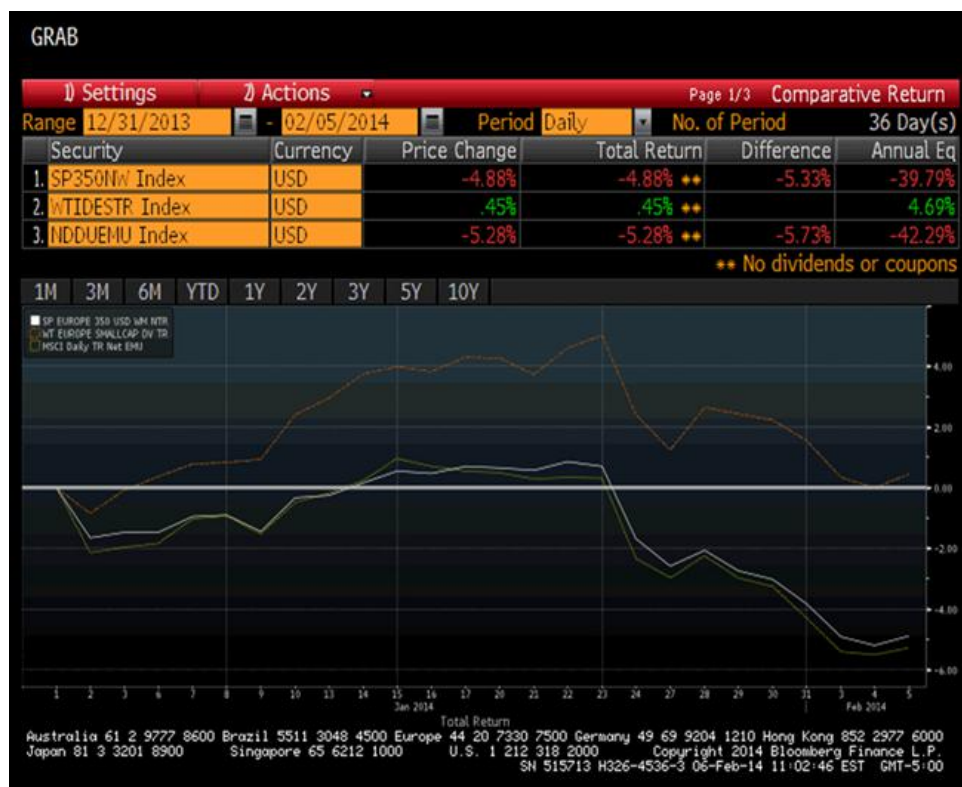 GRAB
1) Settings 2) Actions Page 1/3 Comparative Return
Range 12/31/2013 - 02/05/2014 Period Daily No. of Period 36 Day(s)
Security Currency Price Change Total Return Difference Annual Eq
1. SP350NW Index USD -4.88% -4.88% ** -5.33% -39.79%
2. WTIDESTR Index USD .45% .45% ** 4.69%
3. NDDUEMU Index USD -5.28% -5.28% ** -5.73% -42.29%
** No dividends or coupons
1M 3M 6M YTD 1Y 2Y 3Y 5Y 10Y
SP EUROPE 350 USD WM NTR
WT EUROPE SMALLCAP DV TR
MSCI Daily TR Net EMU
4.00
2.00
0.00
-2.00
-4.00
-6.00
1 2 3 6 7 8 9 10 13 14 15 16 17 20 21 22 23 24 27 28 29 30 31 3 4 5
Jan 2014 Feb 2014
Total Return
Australia 61 2 9777 8600 Brazil 5511 3048 4500 Europe 44 20 7330 7500 Germany 49 69 9204 1210 Hong Kong 852 2977 6000
Japan 81 3 3201 8900 Singapore 65 6212 1000 U.S. 1 212 318 2000 Copyright 2014 Bloomberg Finance L.P.
SN 515713 H326-4536-3 06-Feb-14 11:02:46 EST GMT-5:00